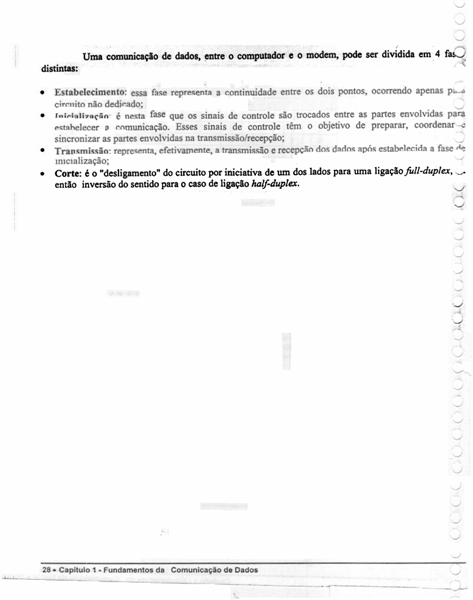 Uma comunicação de dados, entre o computador e o modem, pode ser dividida em 4
distintas:
• Estabelecimento: essa fase representa a continuidade entre os dois pontos, ocorrendo apenas
circuito não dedicado;
• Inicialização: é nesta fase que os sinais de controle são trocados entre as partes envolvidas para
estabelecer a comunicação. Esses sinais de controle têm o objetivo de preparar, coordenar
sincronizar as partes envolvidas na transmissão/recepção;
• Transmissão: representa, efetivamente, a transmissão e recepção dos dados após estabelecida a fase de
inicialização;
• Corte: é o "desligamento" do circuito por iniciativa de um dos lados para uma ligação full-duplex,
então inversão do sentido para o caso de ligação half-duplex.
28 • Capítulo 1 - Fundamentos da Comunicação de Dados